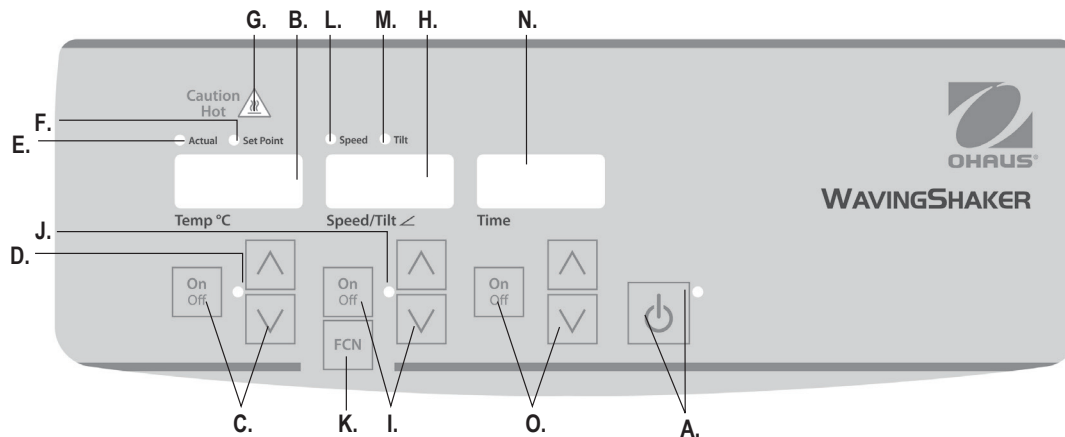 G. B. L. M. H. N.
Caution
Hot
F.
E.
Actual Set Point Speed Tilt
OHAUS®
WAVINGSHAKER
Temp °C Speed/Tilt ∠ Time
J.
D.
On
Off
On
Off
On
Off
FCN
C. K. I. O. A.